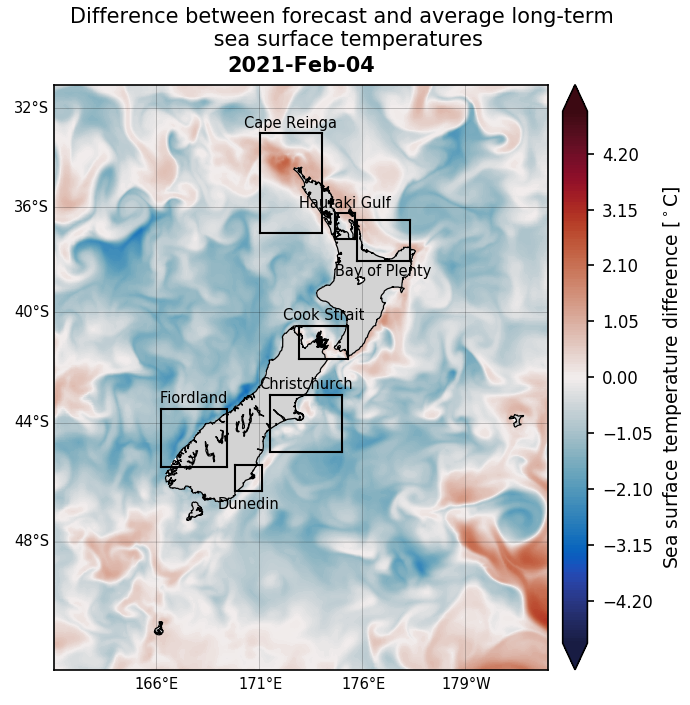 Difference between forecast and average long-term
sea surface temperatures
2021-Feb-04
32°S
36°S
40°S
44°S
48°S
166°E
171°E
176°E
179°W
Cape Reinga
Hauraki Gulf
Bay of Plenty
Cook Strait
Christchurch
Fiordland
Dunedin
4.20
3.15
2.10
1.05
0.00
−1.05
−2.10
−3.15
−4.20
Sea surface temperature difference [°C]